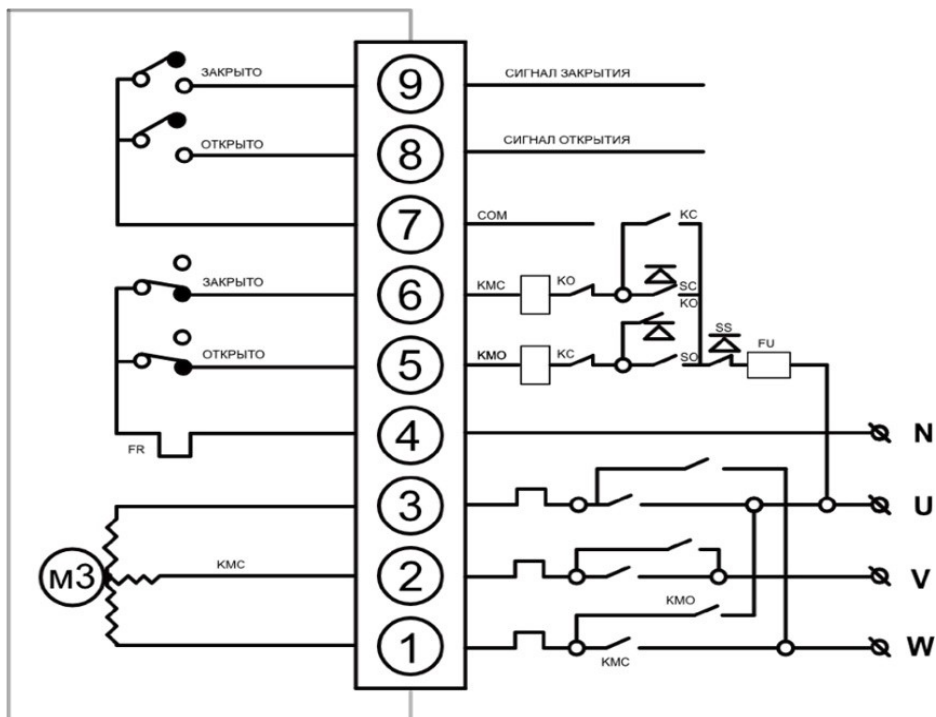 ЗАКРЫТО 9 СИГНАЛ ЗАКРЫТИЯ
ОТКРЫТО 8 СИГНАЛ ОТКРЫТИЯ
7 COM KC
ЗАКРЫТО 6 KMC KO SC
KO
ОТКРЫТО 5 KMO KC SO SS FU
FR 4 N
3 U
М3 KMC 2 V
KMO
1 KMC W